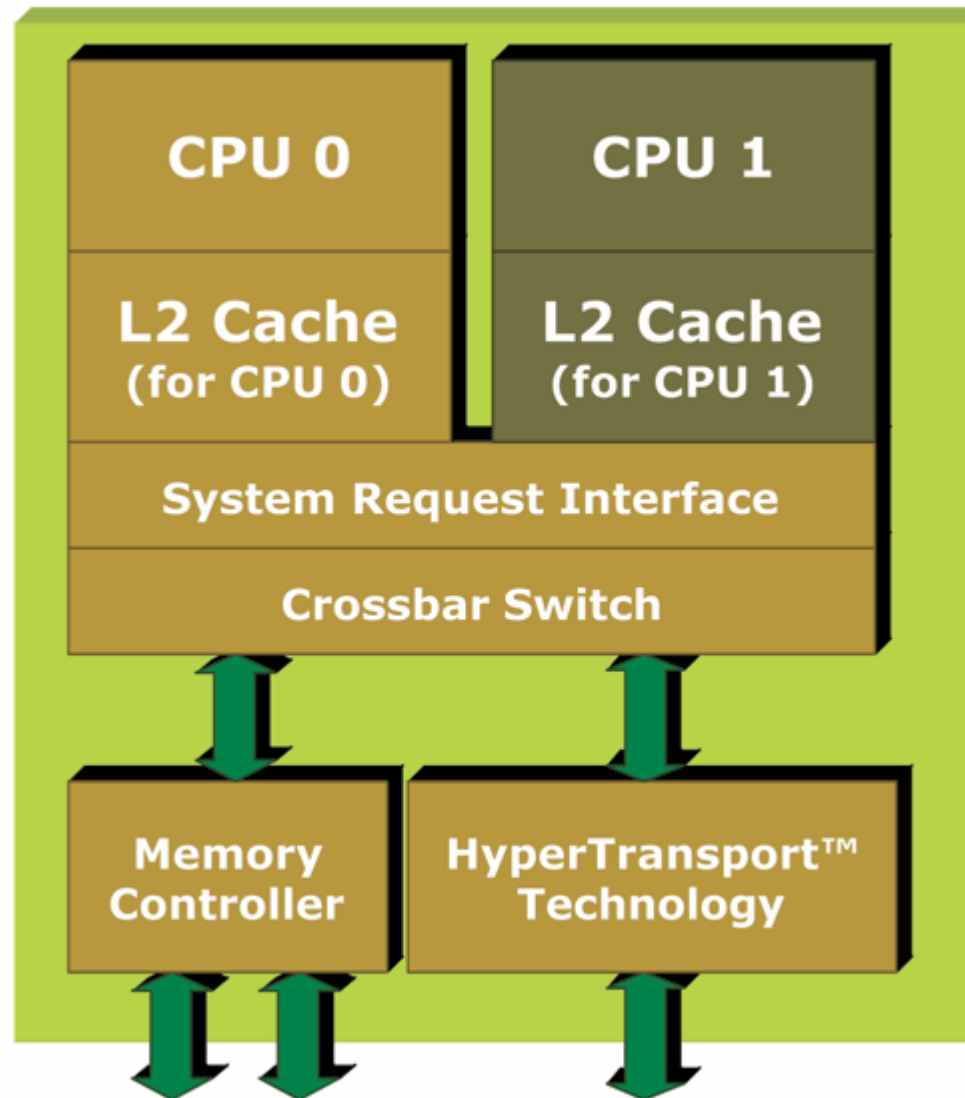 CPU 0
CPU 1
L2 Cache
(for CPU 0)
L2 Cache
(for CPU 1)
System Request Interface
Crossbar Switch
Memory
Controller
HyperTransport™
Technology